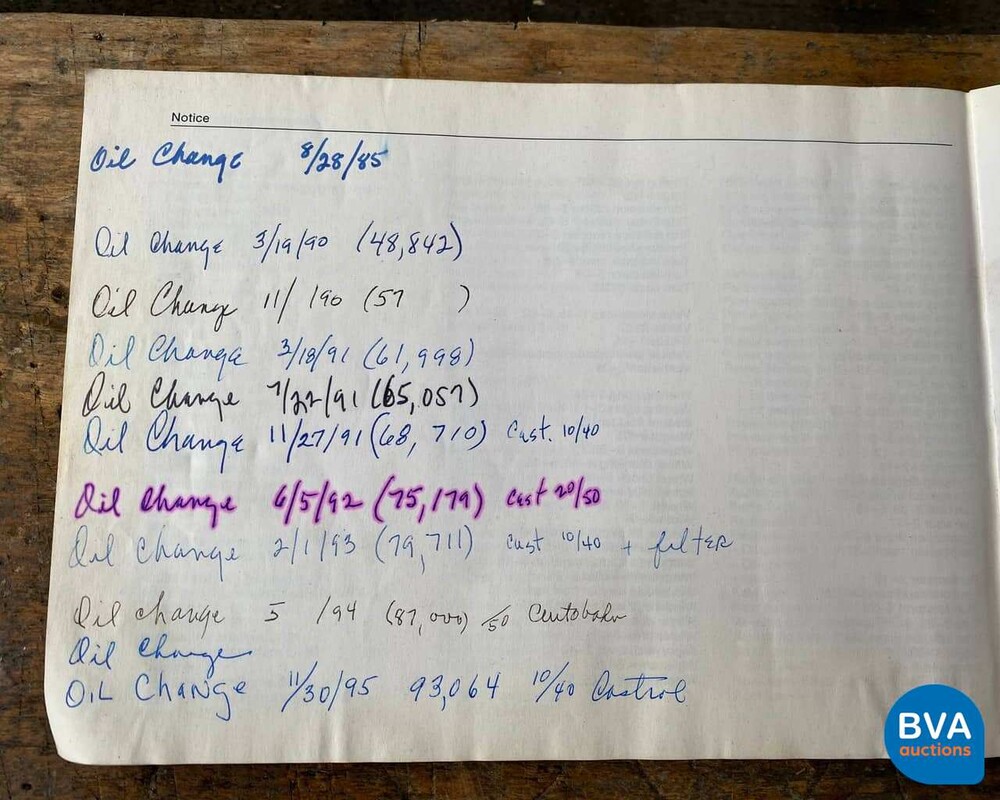 Notice
Oil Change 8/28/85
Oil Change 3/19/90 (48,842)
Oil Change 11/ /90 (57 )
Oil Change 3/18/91 (61,998)
Oil Change 7/22/91 (65,057)
Oil Change 11/27/91 (68,710) Cast. 10/40
Oil Change 6/5/92 (75,179) Cast 20/50
Oil Change 2/1/93 (79,711) Cast 10/40 + filter
Oil change 5 /94 (87,000) /50
Oil Change
OIL CHANGE 11/30/95 93,064 10/40 Castrol
BVA
auctions